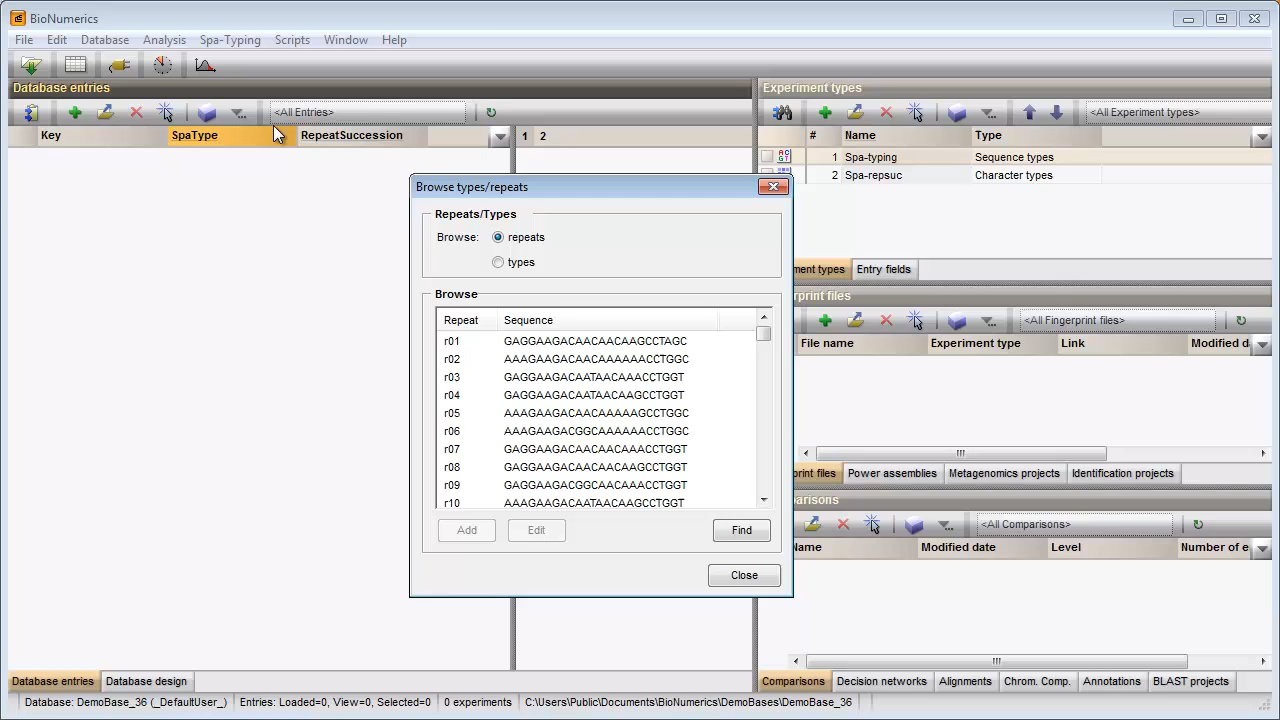 BioNumerics
File Edit Database Analysis Spa-Typing Scripts Window Help
Database entries
<All Entries>
Key SpaType RepeatSuccession 1 2
Experiment types
<All Experiment types>
# Name Type
1 Spa-typing Sequence types
2 Spa-repsuc Character types
Browse types/repeats
Repeats/Types
Browse: repeats
types
Browse
Repeat Sequence
r01 GAGGAAGACAACAACAAGCCTAGC
r02 AAAGAAGACAACAAAAAACCTGGC
r03 GAGGAAGACAATAACAAACCTGGT
r04 GAGGAAGACAATAACAAGCCTGGT
r05 AAAGAAGACAACAAAAAGCCTGGC
r06 AAAGAAGACGGCAAAAAACCTGGC
r07 GAGGAAGACAACAACAAACCTGGT
r08 GAGGAAGACAACAACAAGCCTGGT
r09 GAGGAAGACGGCAACAAACCTGGT
r10 AAAGAAGACAATAACAAGCCTGGT
Add Edit Find
Close
ment types Entry fields
rprint files
<All Fingerprint files>
File name Experiment type Link Modified d
print files Power assemblies Metagenomics projects Identification projects
parisons
<All Comparisons>
Name Modified date Level Number of e
Database entries Database design
Comparisons Decision networks Alignments Chrom. Comp. Annotations BLAST projects
Database: DemoBase_36 (_DefaultUser_) Entries: Loaded=0, View=0, Selected=0 0 experiments C:\Users\Public\Documents\BioNumerics\DemoBases\DemoBase_36